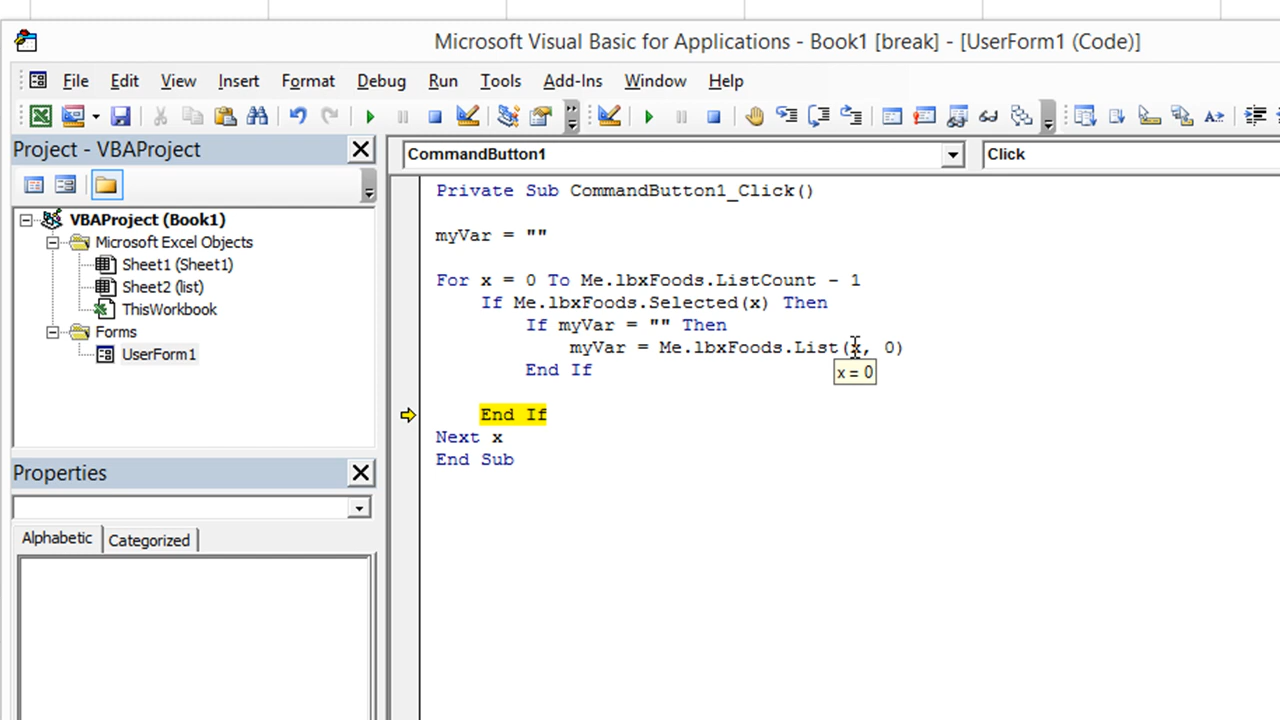 Microsoft Visual Basic for Applications - Book1 [break] - [UserForm1 (Code)]
File Edit View Insert Format Debug Run Tools Add-Ins Window Help
Project - VBAProject
CommandButton1
Click
VBAProject (Book1)
Microsoft Excel Objects
Sheet1 (Sheet1)
Sheet2 (list)
ThisWorkbook
Forms
UserForm1
Properties
Alphabetic Categorized
Private Sub CommandButton1_Click()
myVar = ""
For x = 0 To Me.lbxFoods.ListCount - 1
If Me.lbxFoods.Selected(x) Then
If myVar = "" Then
myVar = Me.lbxFoods.List(x, 0)
End If
x = 0
End If
Next x
End Sub